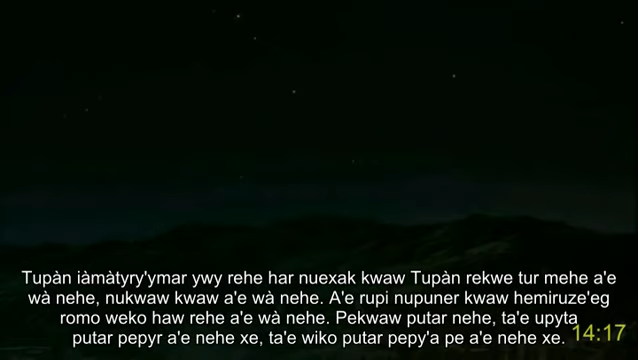 Tupàn iàmàtyry'ymar ywy rehe har nuexak kwaw Tupàn rekwe tur mehe a'e
wà nehe, nukwaw kwaw a'e wà nehe. A'e rupi nupuner kwaw hemiruze'eg
romo weko haw rehe a'e wà nehe. Pekwaw putar nehe, ta'e upyta
putar pepyr a'e nehe xe, ta'e wiko putar pepy'a pe a'e nehe xe.
14:17